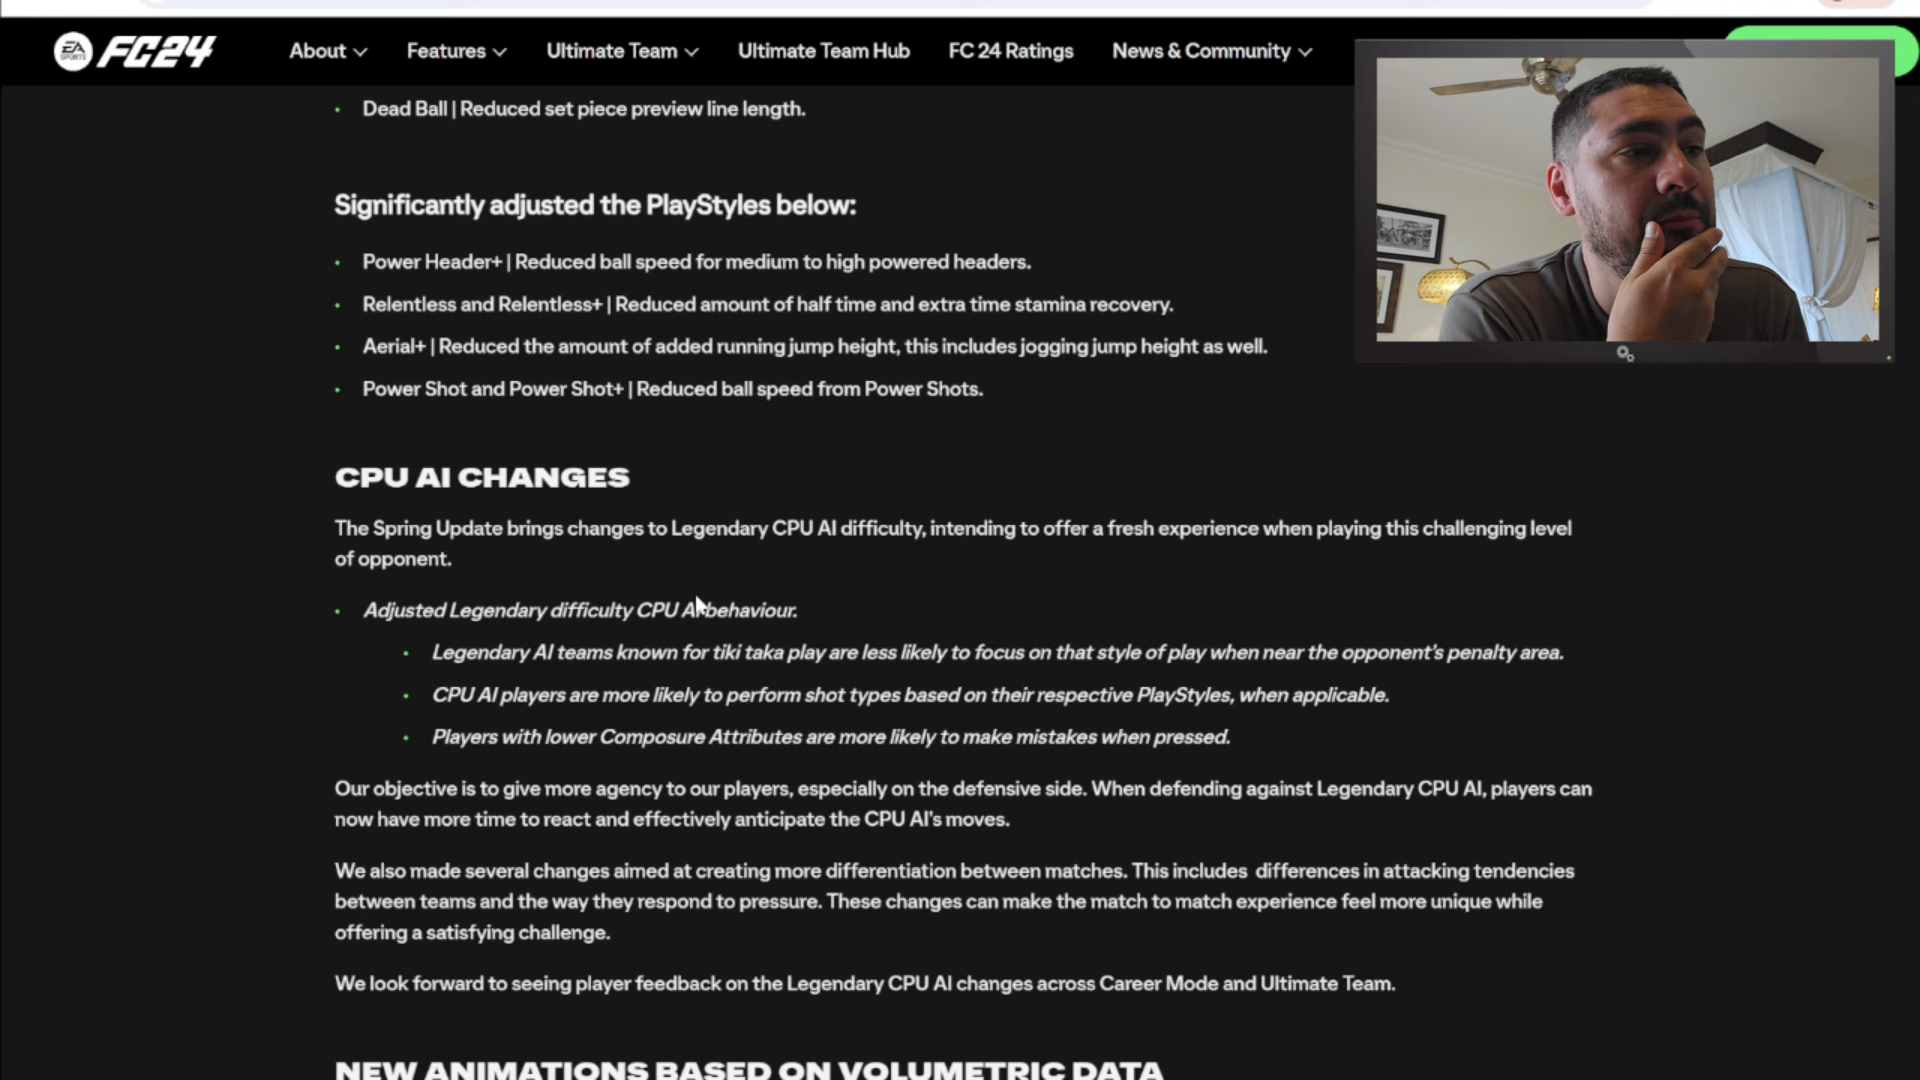 EA SPORTS FC24 About Features Ultimate Team Ultimate Team Hub FC 24 Ratings News & Community
• Dead Ball | Reduced set piece preview line length.
Significantly adjusted the PlayStyles below:
• Power Header+ | Reduced ball speed for medium to high powered headers.
• Relentless and Relentless+ | Reduced amount of half time and extra time stamina recovery.
• Aerial+ | Reduced the amount of added running jump height, this includes jogging jump height as well.
• Power Shot and Power Shot+ | Reduced ball speed from Power Shots.
CPU AI CHANGES
The Spring Update brings changes to Legendary CPU AI difficulty, intending to offer a fresh experience when playing this challenging level
of opponent.
• Adjusted Legendary difficulty CPU AI behaviour.
• Legendary AI teams known for tiki taka play are less likely to focus on that style of play when near the opponent's penalty area.
• CPU AI players are more likely to perform shot types based on their respective PlayStyles, when applicable.
• Players with lower Composure Attributes are more likely to make mistakes when pressed.
Our objective is to give more agency to our players, especially on the defensive side. When defending against Legendary CPU AI, players can
now have more time to react and effectively anticipate the CPU AI's moves.
We also made several changes aimed at creating more differentiation between matches. This includes differences in attacking tendencies
between teams and the way they respond to pressure. These changes can make the match to match experience feel more unique while
offering a satisfying challenge.
We look forward to seeing player feedback on the Legendary CPU AI changes across Career Mode and Ultimate Team.
NEW ANIMATIONS BASED ON VOLUMETRIC DATA